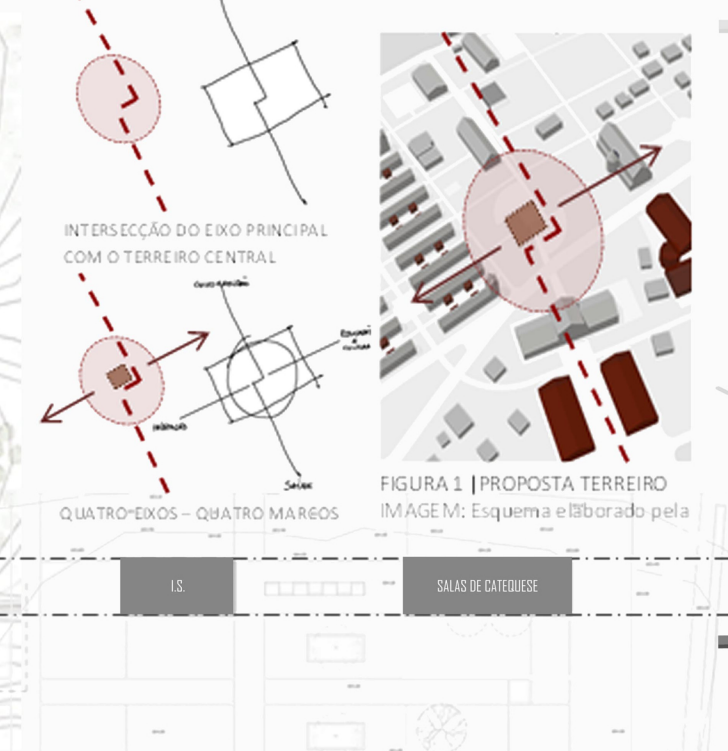 INTERSECÇÃO DO EIXO PRINCIPAL
COM O TERREIRO CENTRAL
SAÚDE
QUATRO EIXOS – QUATRO MARCOS
FIGURA 1 | PROPOSTA TERREIRO
IMAGEM: Esquema elaborado pela
I.S.
SALAS DE CATEQUESE